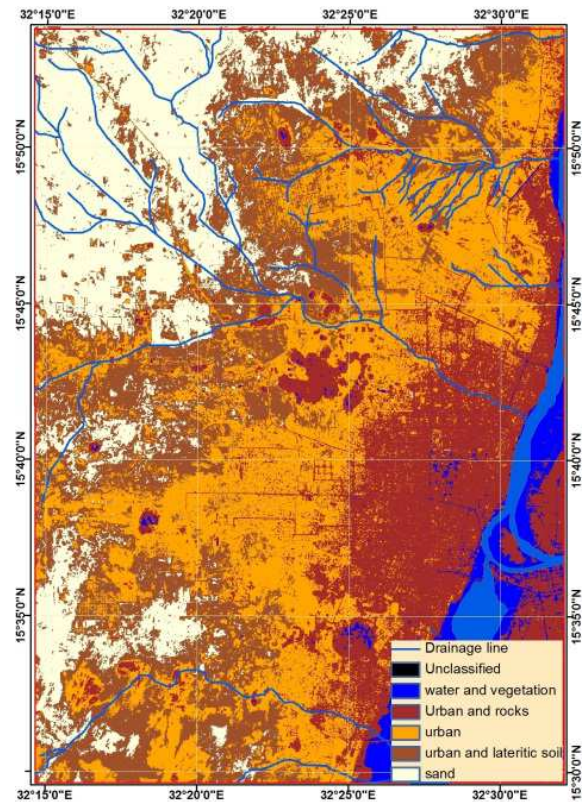 32°15'0"E 32°20'0"E 32°25'0"E 32°30'0"E
15°50'0"N 15°50'0"N
15°45'0"N 15°45'0"N
15°40'0"N 15°40'0"N
15°35'0"N 15°35'0"N
Drainage line
Unclassified
water and vegetation
Urban and rocks
urban
urban and lateritic soil
sand
15°30'0"N
32°15'0"E 32°20'0"E 32°25'0"E 32°30'0"E